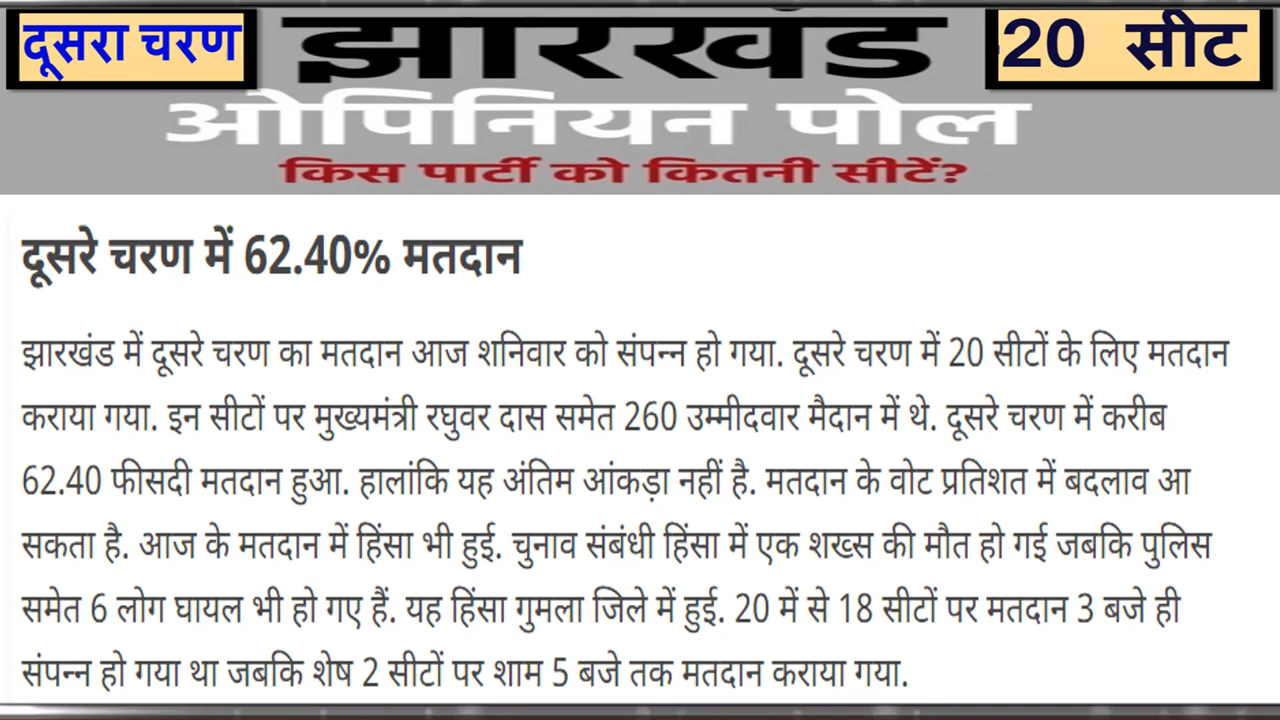 दूसरा चरण
झारखंड
20 सीट
ओपिनियन पोल
किस पार्टी को कितनी सीटें?
दूसरे चरण में 62.40% मतदान
झारखंड में दूसरे चरण का मतदान आज शनिवार को संपन्न हो गया. दूसरे चरण में 20 सीटों के लिए मतदान
कराया गया. इन सीटों पर मुख्यमंत्री रघुवर दास समेत 260 उम्मीदवार मैदान में थे. दूसरे चरण में करीब
62.40 फीसदी मतदान हुआ. हालांकि यह अंतिम आंकड़ा नहीं है. मतदान के वोट प्रतिशत में बदलाव आ
सकता है. आज के मतदान में हिंसा भी हुई. चुनाव संबंधी हिंसा में एक शख्स की मौत हो गई जबकि पुलिस
समेत 6 लोग घायल भी हो गए हैं. यह हिंसा गुमला जिले में हुई. 20 में से 18 सीटों पर मतदान 3 बजे ही
संपन्न हो गया था जबकि शेष 2 सीटों पर शाम 5 बजे तक मतदान कराया गया.